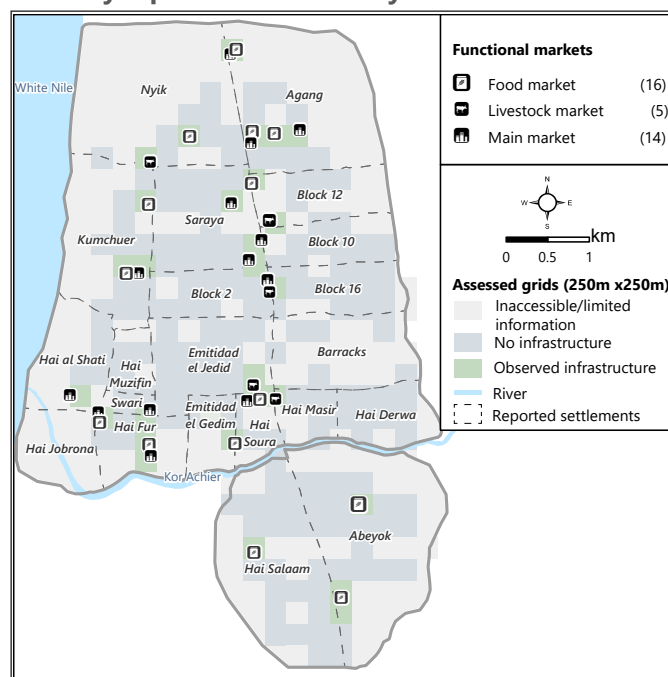 Functional markets
Food market (16)
Livestock market (5)
Main market (14)
N
W E
S
km
0 0.5 1
Assessed grids (250m x250m)
Inaccessible/limited
information
No infrastructure
Observed infrastructure
River
Reported settlements
White Nile
Nyik
Agang
Block 12
Saraya
Kumchuer
Block 10
Block 2
Block 16
Hai al Shati
Hai
Muzifin
Emitidad
el Jedid
Barracks
Swari
Hai Fur
Emitidad
el Gedim
Hai
Soura
Hai Masir
Hai Derwa
Hai Jobrona
Kor Achier
Abeyok
Hai Salaam